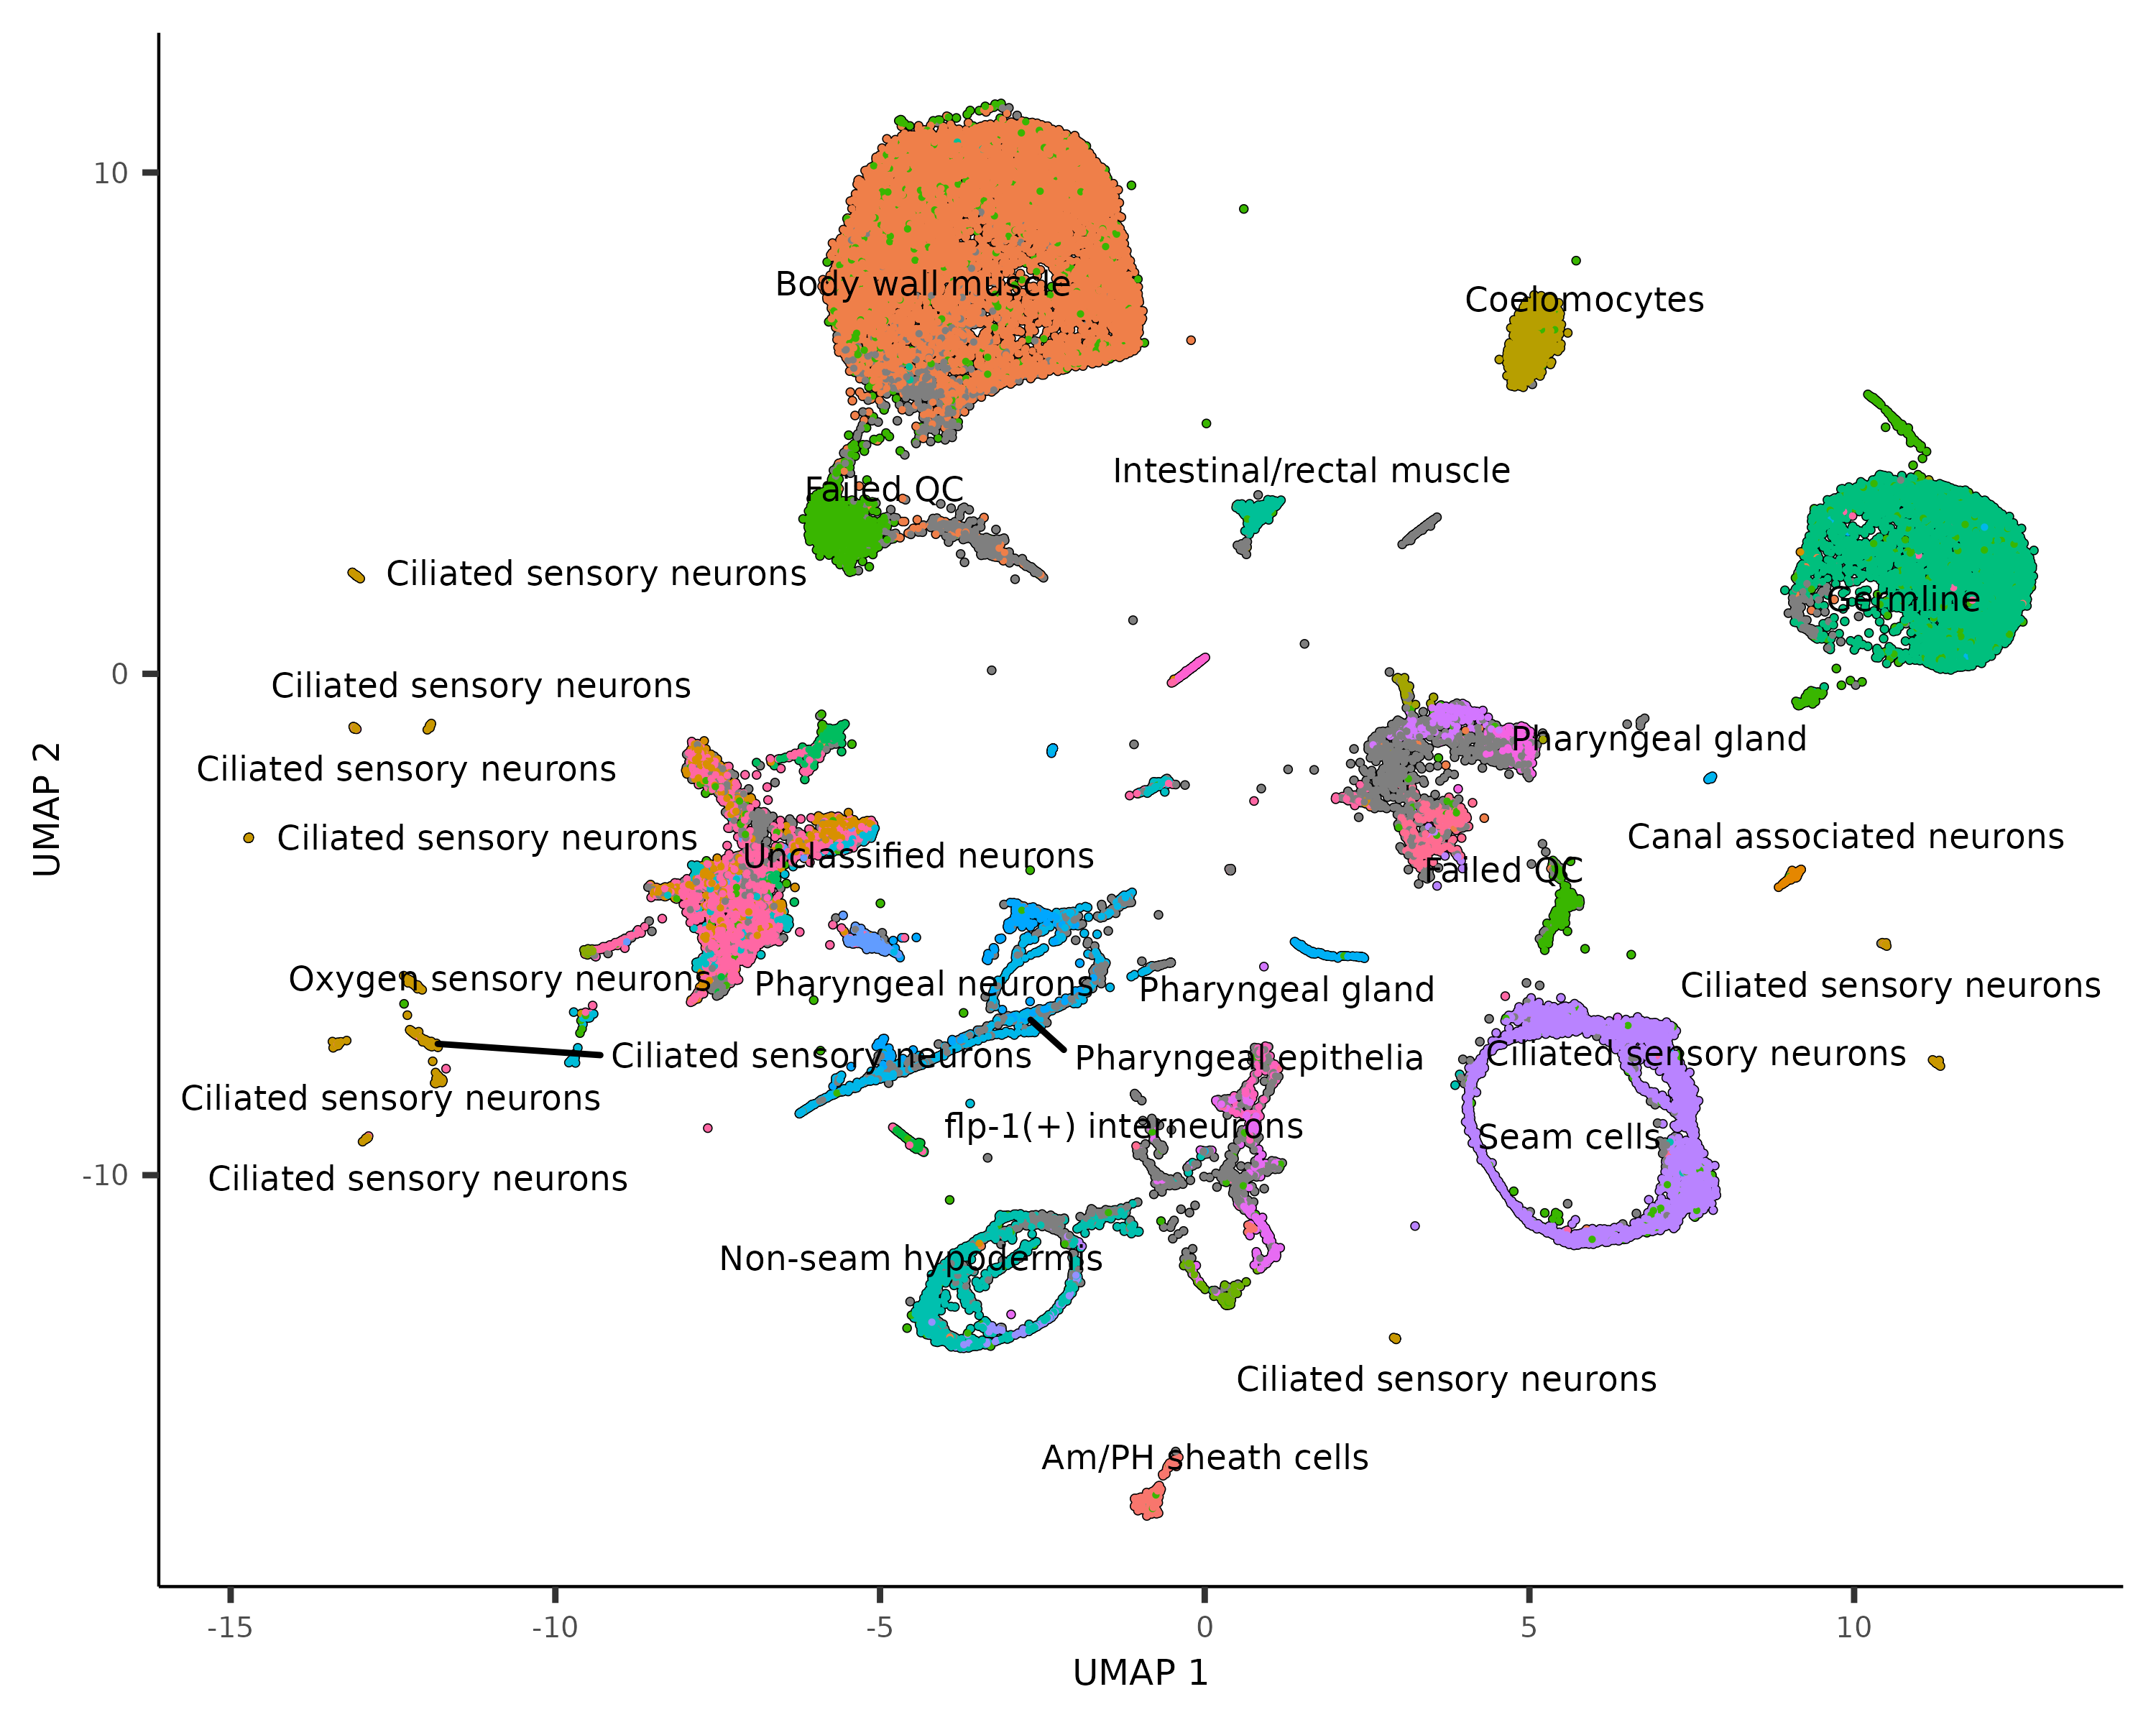 10
Body wall muscle
Coelomocytes
Intestinal/rectal muscle
Failed QC
Ciliated sensory neurons
Germline
0
Ciliated sensory neurons
Pharyngeal gland
Ciliated sensory neurons
Ciliated sensory neurons
Canal associated neurons
UMAP 2
Unclassified neurons
Failed QC
Oxygen sensory neurons
Pharyngeal neurons
Pharyngeal gland
Ciliated sensory neurons
Ciliated sensory neurons
Ciliated sensory neurons
Pharyngeal epithelia
Ciliated sensory neurons
flp-1(+) interneurons
Seam cells
-10
Ciliated sensory neurons
Non-seam hypodermis
Ciliated sensory neurons
Am/PH sheath cells
-15
-10
-5
0
5
10
UMAP 1